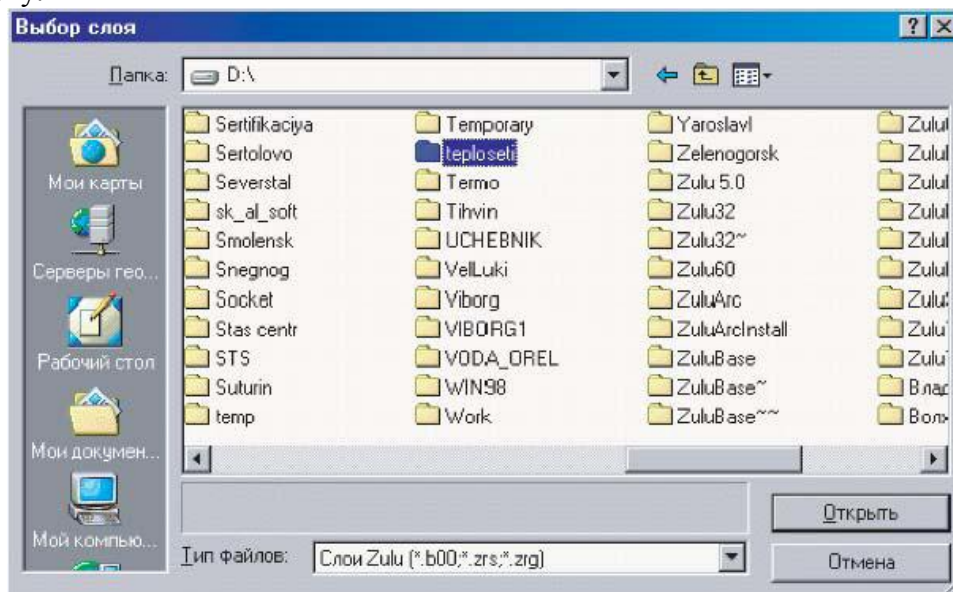 Выбор слоя
Папка: D:\
Мои карты
Серверы гео...
Рабочий стол
Мои докумен...
Мой компью...
Sertifikaciya
Sertolovo
Severstal
sk_al_soft
Smolensk
Snegnog
Socket
Stas centr
STS
Suturin
temp
Temporary
teploseti
Termo
Tihvin
UCHEBNIK
VelLuki
Viborg
VIBORG1
VODA_OREL
WIN98
Work
Yaroslavl
Zelenogorsk
Zulu 5.0
Zulu32
Zulu32~
Zulu60
ZuluArc
ZuluArcInstall
ZuluBase
ZuluBase~
ZuluBase~~
Открыть
Тип файлов: Слои Zulu (*.b00;*.zrs;*.zrg)
Отмена